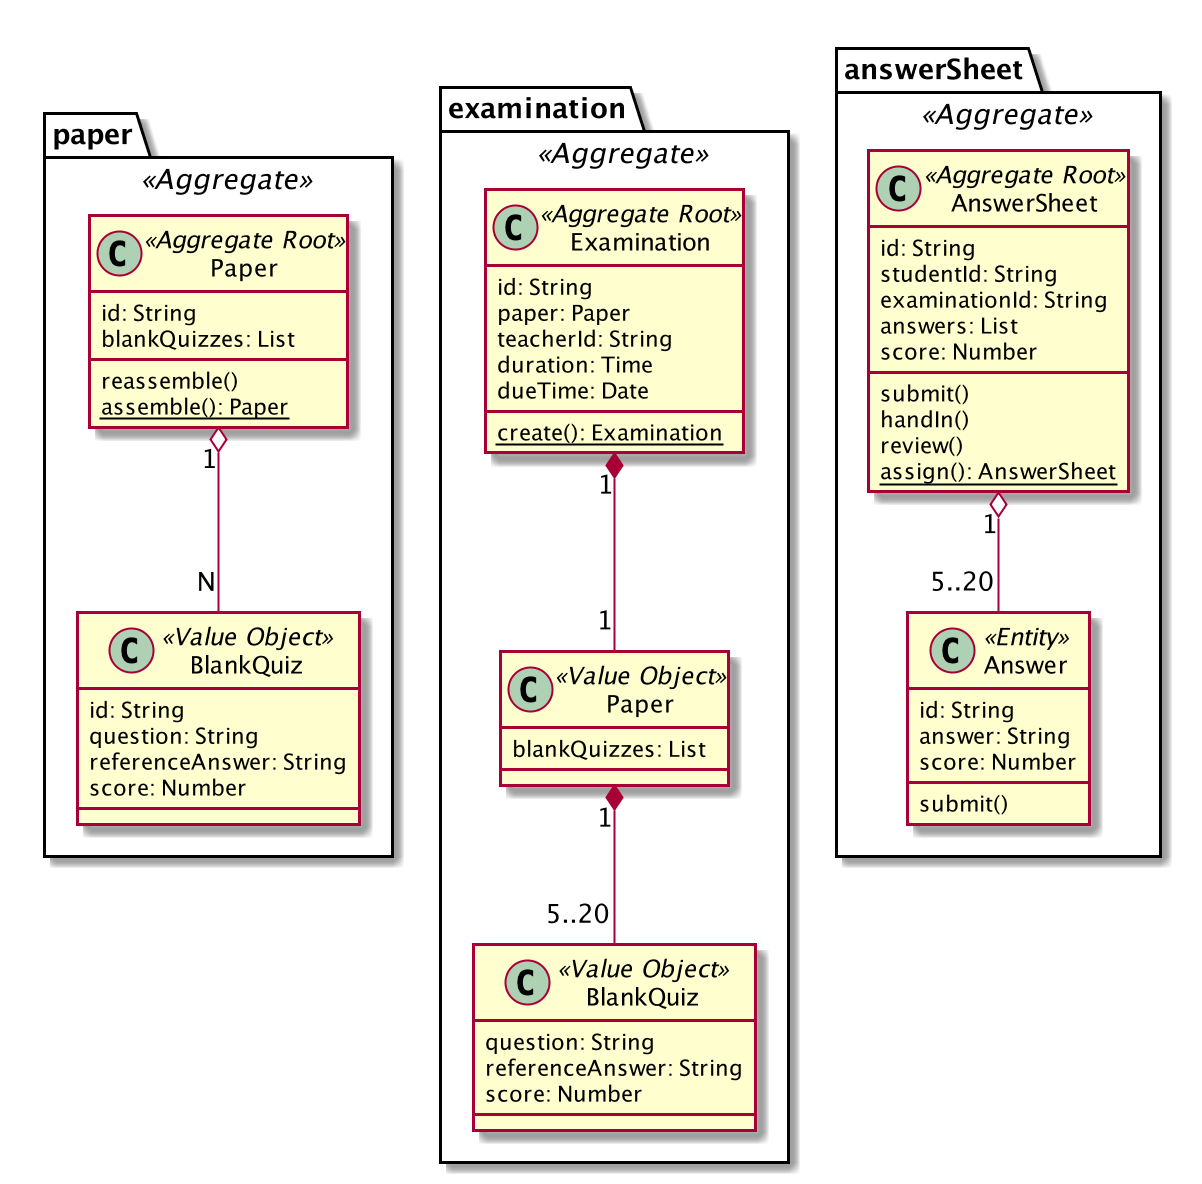 paper
«Aggregate»
C
«Aggregate Root»
Paper
id: String
blankQuizzes: List
reassemble()
assemble(): Paper
1
N
C
«Value Object»
BlankQuiz
id: String
question: String
referenceAnswer: String
score: Number
examination
«Aggregate»
C
«Aggregate Root»
Examination
id: String
paper: Paper
teacherId: String
duration: Time
dueTime: Date
create(): Examination
1
1
C
«Value Object»
Paper
blankQuizzes: List
1
5..20
C
«Value Object»
BlankQuiz
question: String
referenceAnswer: String
score: Number
answerSheet
«Aggregate»
C
«Aggregate Root»
AnswerSheet
id: String
studentId: String
examinationId: String
answers: List
score: Number
submit()
handIn()
review()
assign(): AnswerSheet
1
5..20
C
«Entity»
Answer
id: String
answer: String
score: Number
submit()